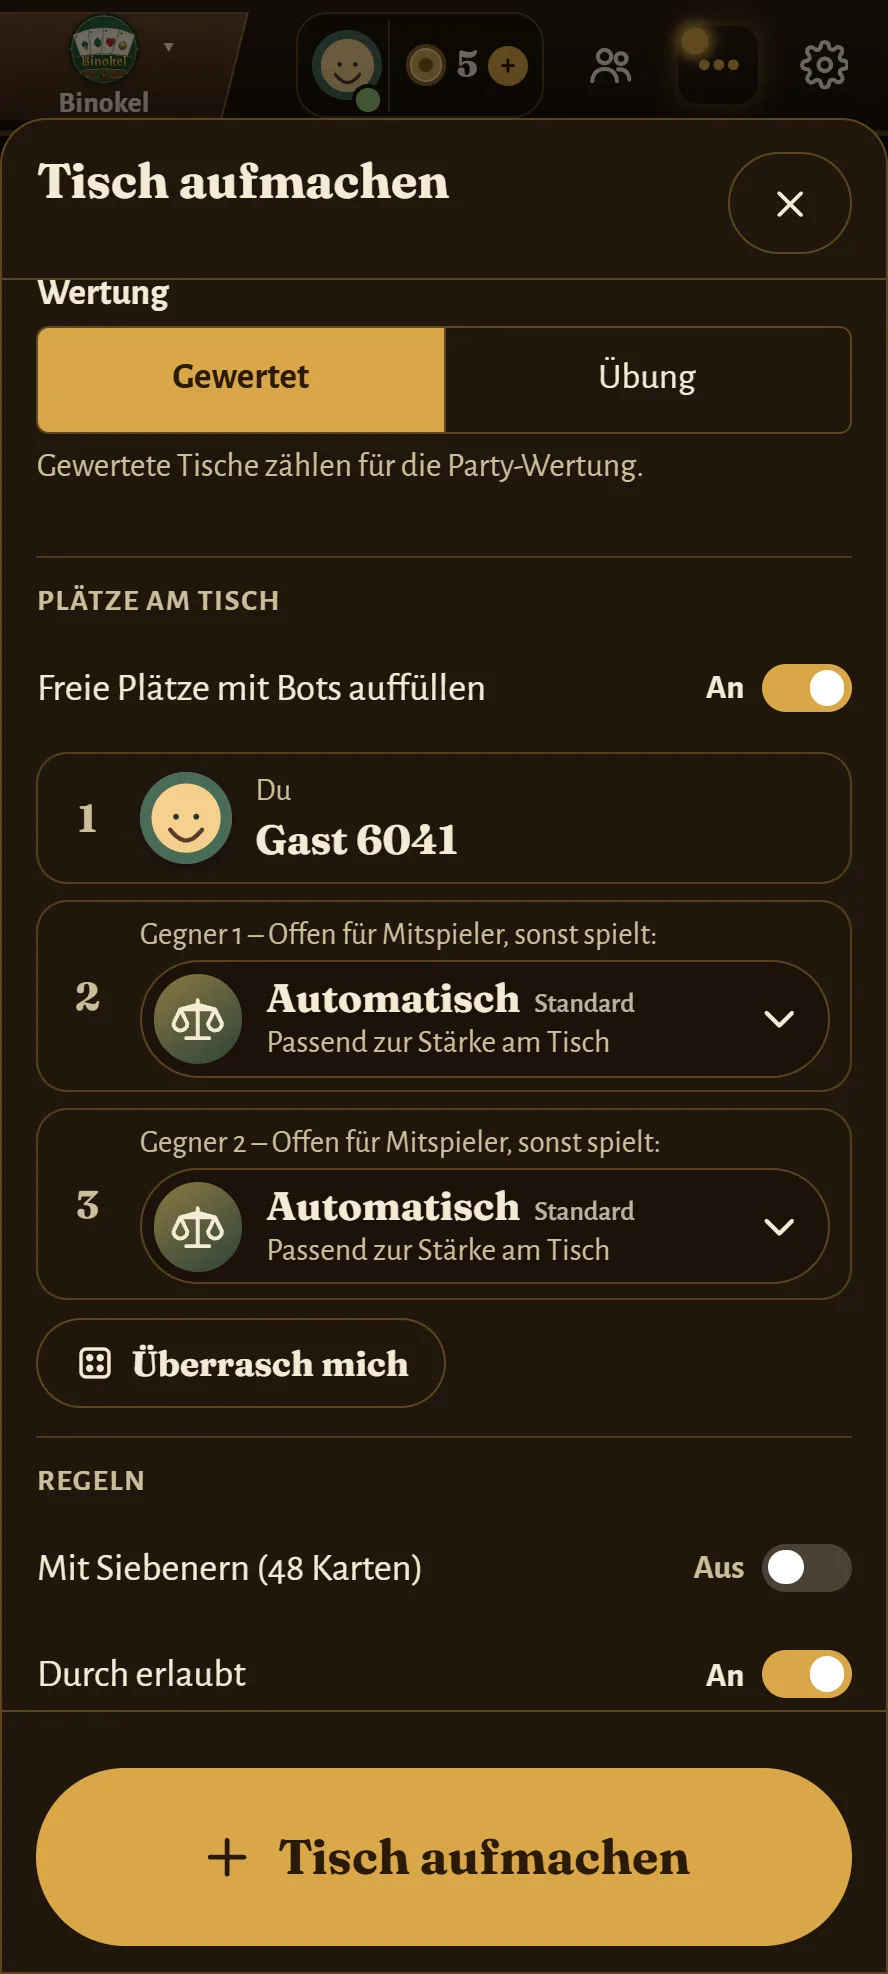 Binokel
Binokel
5
Tisch aufmachen
Wertung
Gewertet
Übung
Gewertete Tische zählen für die Party-Wertung.
PLÄTZE AM TISCH
Freie Plätze mit Bots auffüllen
An
1
Du
Gast 6041
Gegner 1 – Offen für Mitspieler, sonst spielt:
2
Automatisch Standard
Passend zur Stärke am Tisch
Gegner 2 – Offen für Mitspieler, sonst spielt:
3
Automatisch Standard
Passend zur Stärke am Tisch
Überrasch mich
REGELN
Mit Siebenern (48 Karten)
Aus
Durch erlaubt
An
Tisch aufmachen